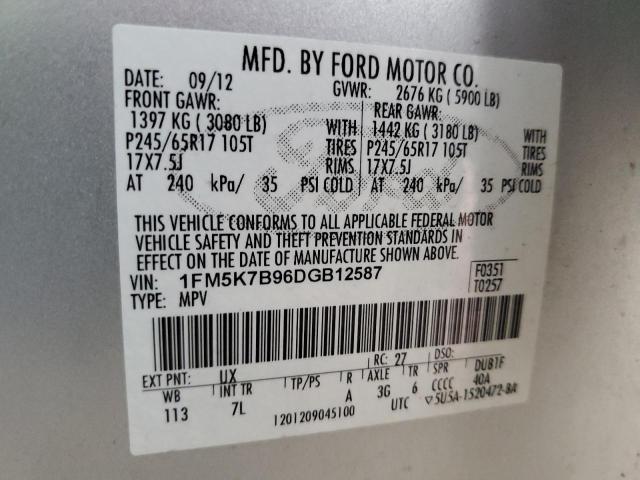 MFD. BY FORD MOTOR CO.
DATE: 09/12 GVWR: 2676 KG ( 5900 LB)
FRONT GAWR: REAR GAWR:
1397 KG ( 3080 LB) WITH 1442 KG ( 3180 LB) WITH
P245/65R17 105T TIRES P245/65R17 105T TIRES
17X7.5J RIMS 17X7.5J RIMS
AT 240 kPa/ 35 PSI COLD AT 240 kPa/ 35 PSI COLD
THIS VEHICLE CONFORMS TO ALL APPLICABLE FEDERAL MOTOR
VEHICLE SAFETY AND THEFT PREVENTION STANDARDS IN
EFFECT ON THE DATE OF MANUFACTURE SHOWN ABOVE.
VIN: 1FM5K7B96DGB12587 F0351
TYPE: MPV T0257
EXT PNT: UX RC: 27 DSO:
WB INT TR TP/PS R AXLE TR SPR DUBTF
113 7L A 3G 6 CCCC 40A
1201209045100 UTC ▽5U5A-1520472-BA